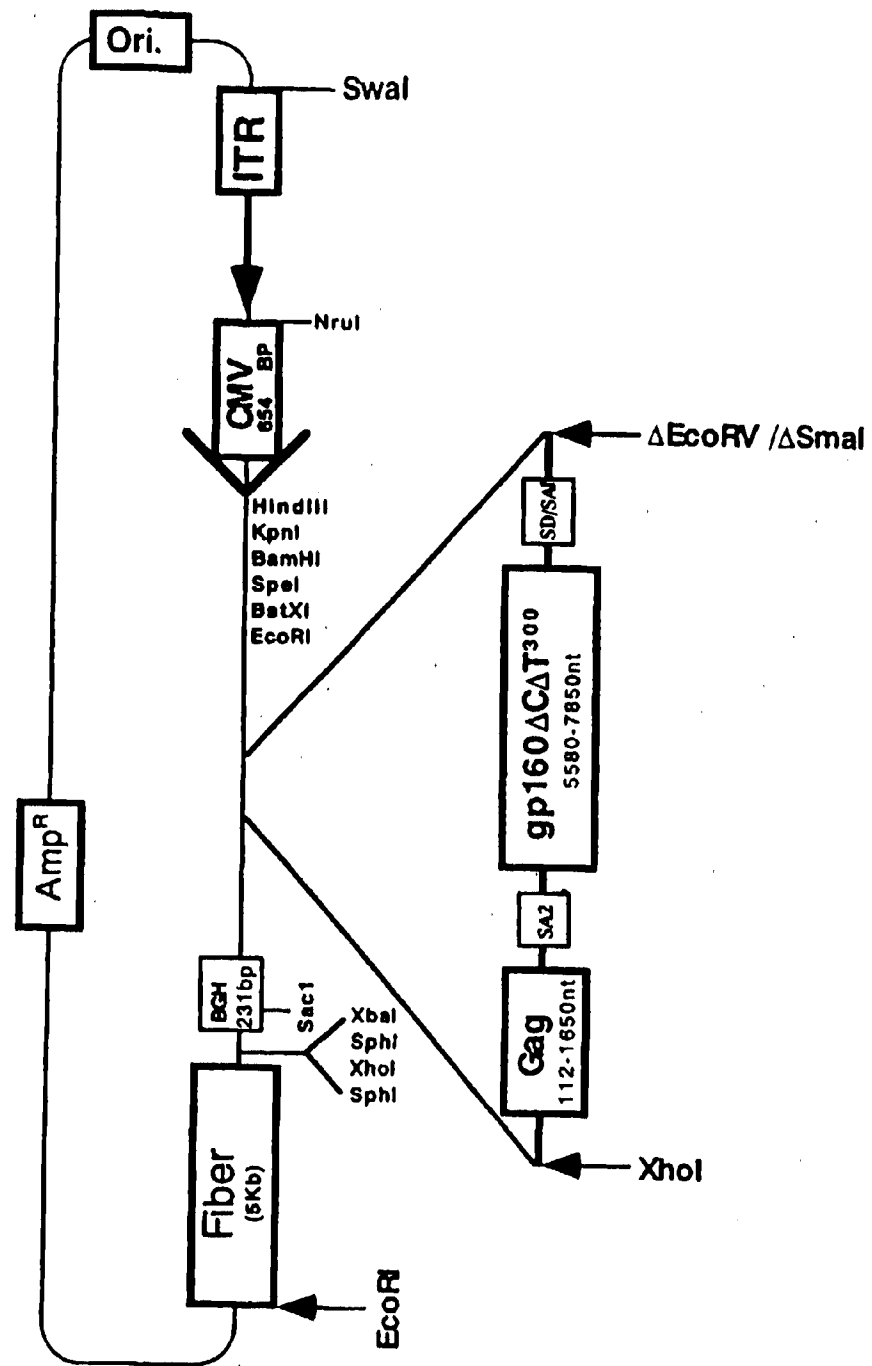 Ori.
SwaI
ITR
NruI
CMV
654 BP
HindIII
KpnI
BamHI
SpeI
BstXI
EcoRI
ΔEcoRV /ΔSmaI
SD/SA
gp160ΔCΔT³⁰⁰
5580-7850nt
Ampᴿ
SA2
BGH
231bp
Sac1
XbaI
SphI
XhoI
SphI
Gag
112-1650nt
Fiber
(5Kb)
XhoI
EcoRI